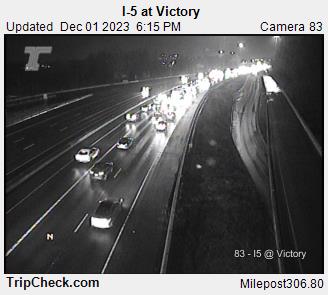 I-5 at Victory
Updated Dec 01 2023 6:15 PM Camera 83
T
N
83 - I5 @ Victory
TripCheck.com Milepost306.80